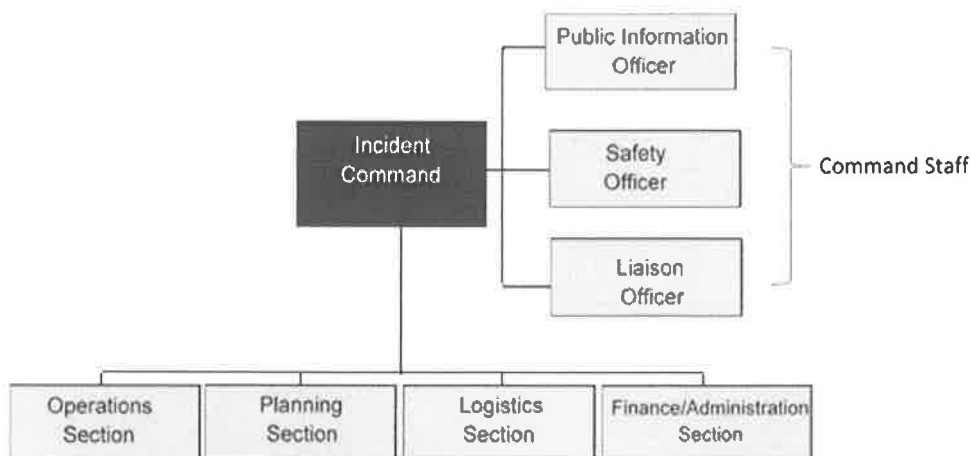 Public Information
Officer
Incident
Command
Safety
Officer
Command Staff
Liaison
Officer
Operations
Section
Planning
Section
Logistics
Section
Finance/Administration
Section